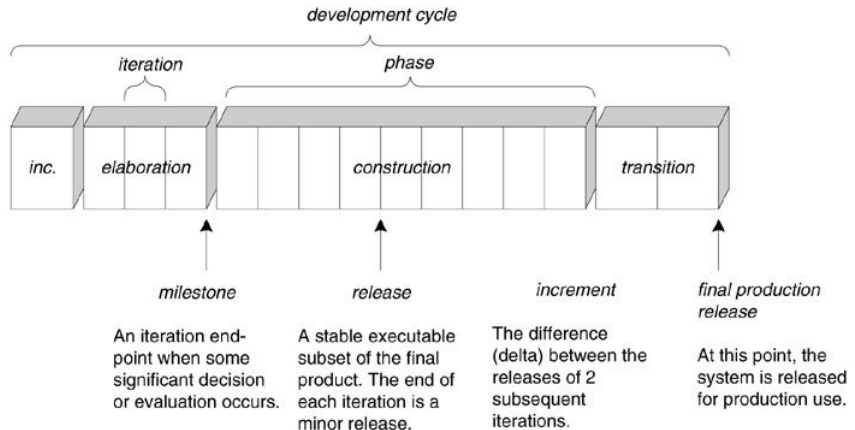 development cycle
iteration
phase
inc.
elaboration
construction
transition
milestone
An iteration end-
point when some
significant decision
or evaluation occurs.
release
A stable executable
subset of the final
product. The end of
each iteration is a
minor release.
increment
The difference
(delta) between the
releases of 2
subsequent
iterations.
final production
release
At this point, the
system is released
for production use.